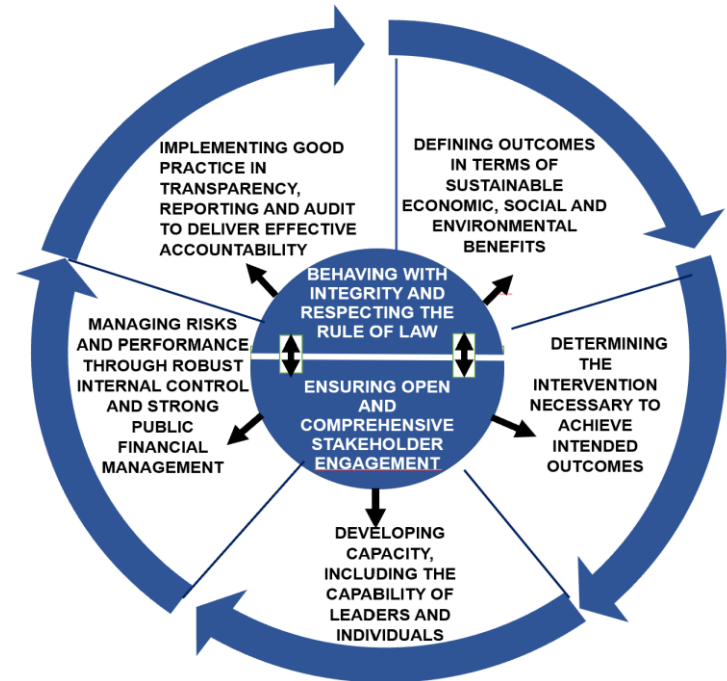 IMPLEMENTING GOOD
PRACTICE IN
TRANSPARENCY,
REPORTING AND AUDIT
TO DELIVER EFFECTIVE
ACCOUNTABILITY
DEFINING OUTCOMES
IN TERMS OF
SUSTAINABLE
ECONOMIC, SOCIAL AND
ENVIRONMENTAL
BENEFITS
BEHAVING WITH
INTEGRITY AND
RESPECTING THE
RULE OF LAW
MANAGING RISKS
AND PERFORMANCE
THROUGH ROBUST
INTERNAL CONTROL
AND STRONG
PUBLIC
FINANCIAL
MANAGEMENT
ENSURING OPEN
AND
COMPREHENSIVE
STAKEHOLDER
ENGAGEMENT
DETERMINING
THE
INTERVENTION
NECESSARY TO
ACHIEVE
INTENDED
OUTCOMES
DEVELOPING
CAPACITY,
INCLUDING THE
CAPABILITY OF
LEADERS AND
INDIVIDUALS